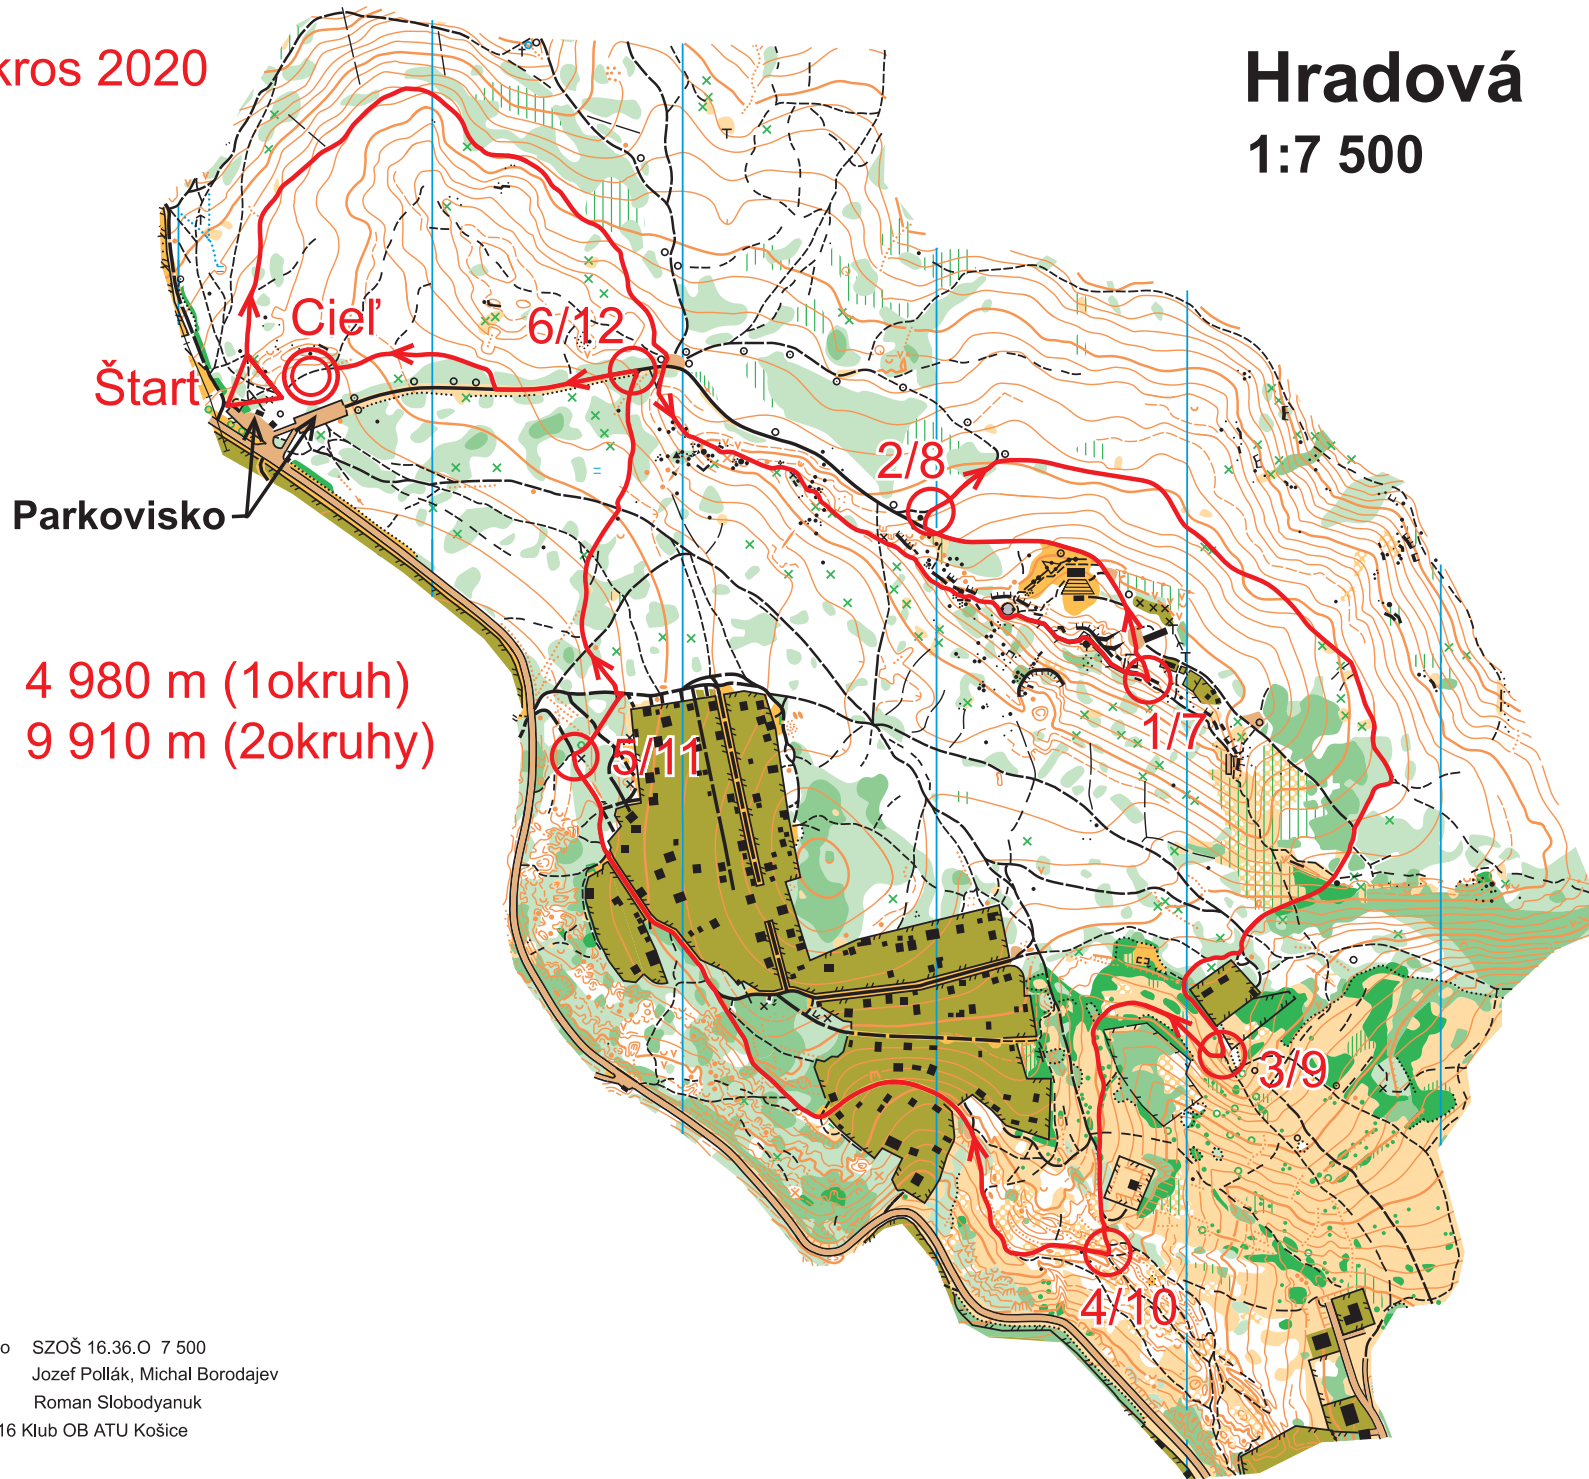 kros 2020
Hradová
1:7 500
Cieľ
6/12
Štart
2/8
Parkovisko
4 980 m (1okruh)
9 910 m (2okruhy)
1/7
5/11
3/9
4/10
o SZOŠ 16.36.O 7 500
Jozef Pollák, Michal Borodajev
Roman Slobodyanuk
16 Klub OB ATU Košice